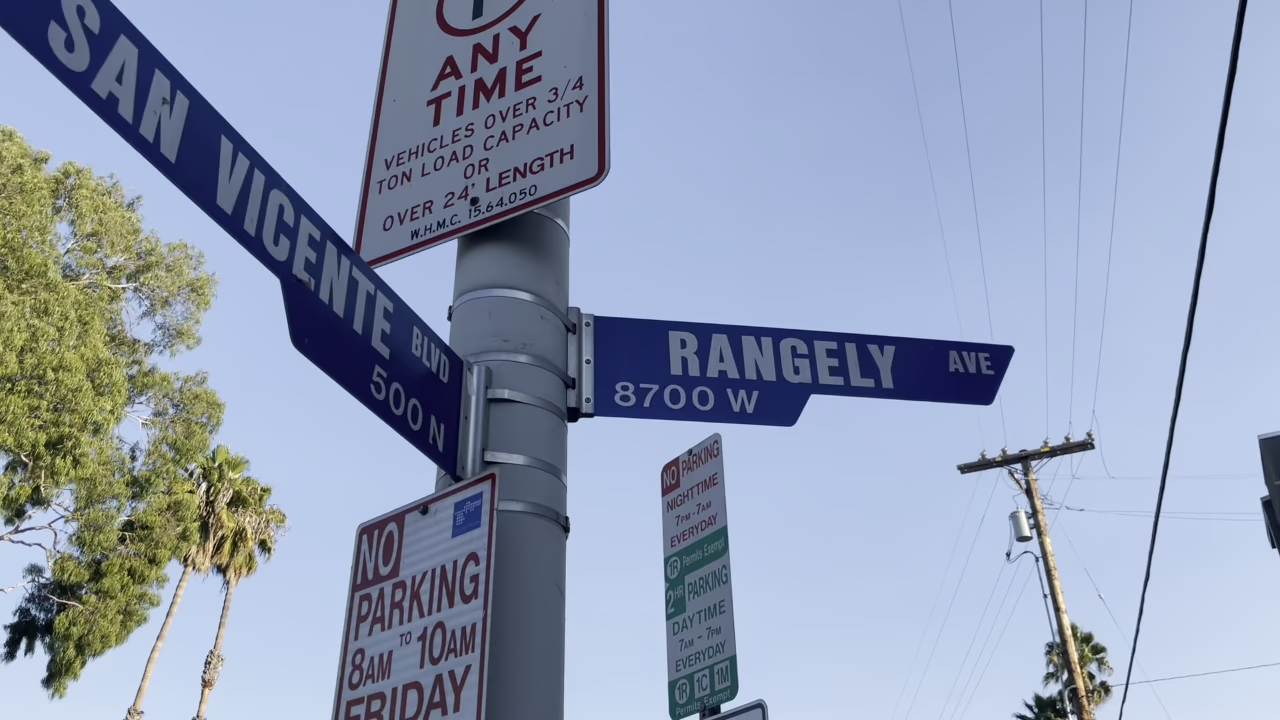 SAN VICENTE BLVD
500 N
ANY
TIME
VEHICLES OVER 3/4
TON LOAD CAPACITY
OR
OVER 24' LENGTH
W.H.M.C. 15.64.050
RANGELY AVE
8700 W
NO
PARKING
8AM TO 10AM
FRIDAY
NO PARKING
NIGHTTIME
7PM-7AM
EVERYDAY
1R Permits Exempt
2HR PARKING
DAYTIME
7AM-7PM
EVERYDAY
1R 1C 1M
Permits Exempt